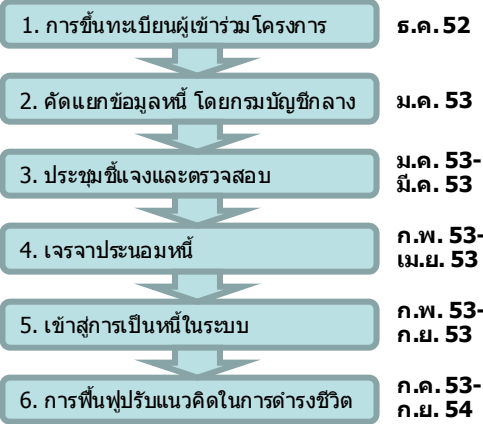 1. การขึ้นทะเบียนผู้เข้าร่วมโครงการ
ธ.ค. 52
2. คัดแยกข้อมูลหนี้ โดยกรมบัญชีกลาง
ม.ค. 53
3. ประชุมชี้แจงและตรวจสอบ
ม.ค. 53-
มี.ค. 53
4. เจรจาประนอมหนี้
ก.พ. 53-
เม.ย. 53
5. เข้าสู่การเป็นหนี้ในระบบ
ก.พ. 53-
ก.ย. 53
6. การฟื้นฟูปรับแนวคิดในการดำรงชีวิต
ก.ค. 53-
ก.ย. 54